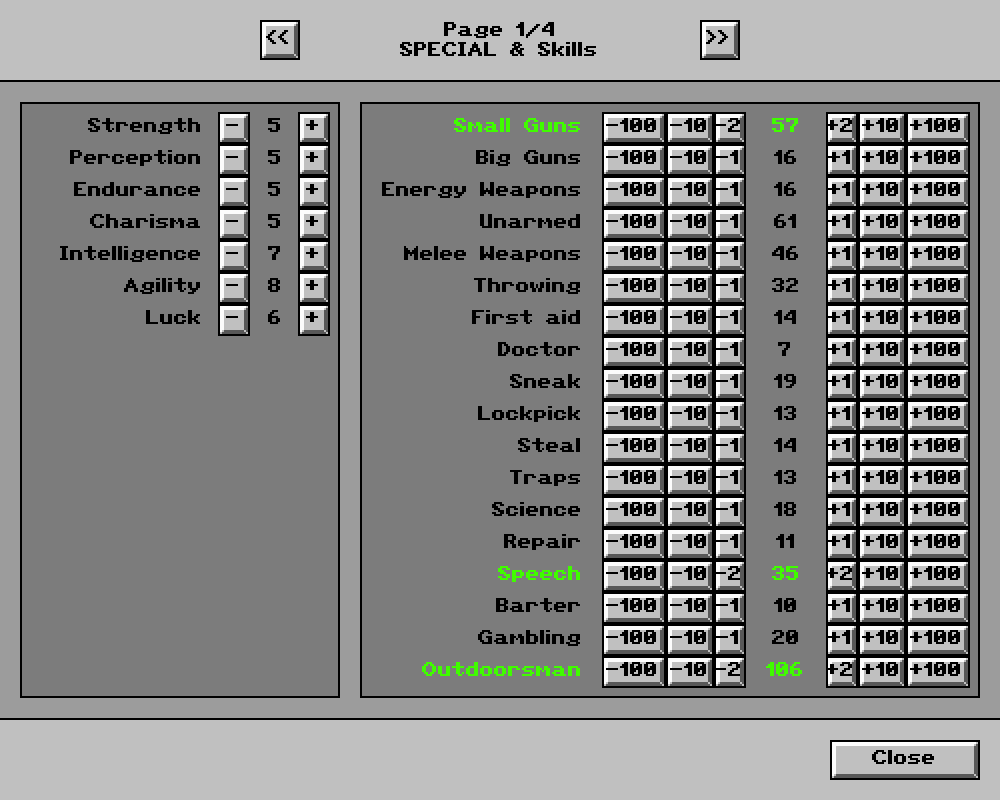 << Page 1/4 >>
SPECIAL & Skills
Strength - 5 +
Perception - 5 +
Endurance - 5 +
Charisma - 5 +
Intelligence - 7 +
Agility - 8 +
Luck - 6 +
Small Guns -100 -10 -2 57 +2 +10 +100
Big Guns -100 -10 -1 16 +1 +10 +100
Energy Weapons -100 -10 -1 16 +1 +10 +100
Unarmed -100 -10 -1 61 +1 +10 +100
Melee Weapons -100 -10 -1 46 +1 +10 +100
Throwing -100 -10 -1 32 +1 +10 +100
First aid -100 -10 -1 14 +1 +10 +100
Doctor -100 -10 -1 7 +1 +10 +100
Sneak -100 -10 -1 19 +1 +10 +100
Lockpick -100 -10 -1 13 +1 +10 +100
Steal -100 -10 -1 14 +1 +10 +100
Traps -100 -10 -1 13 +1 +10 +100
Science -100 -10 -1 18 +1 +10 +100
Repair -100 -10 -1 11 +1 +10 +100
Speech -100 -10 -2 35 +2 +10 +100
Barter -100 -10 -1 10 +1 +10 +100
Gambling -100 -10 -1 20 +1 +10 +100
Outdoorsman -100 -10 -2 106 +2 +10 +100
Close